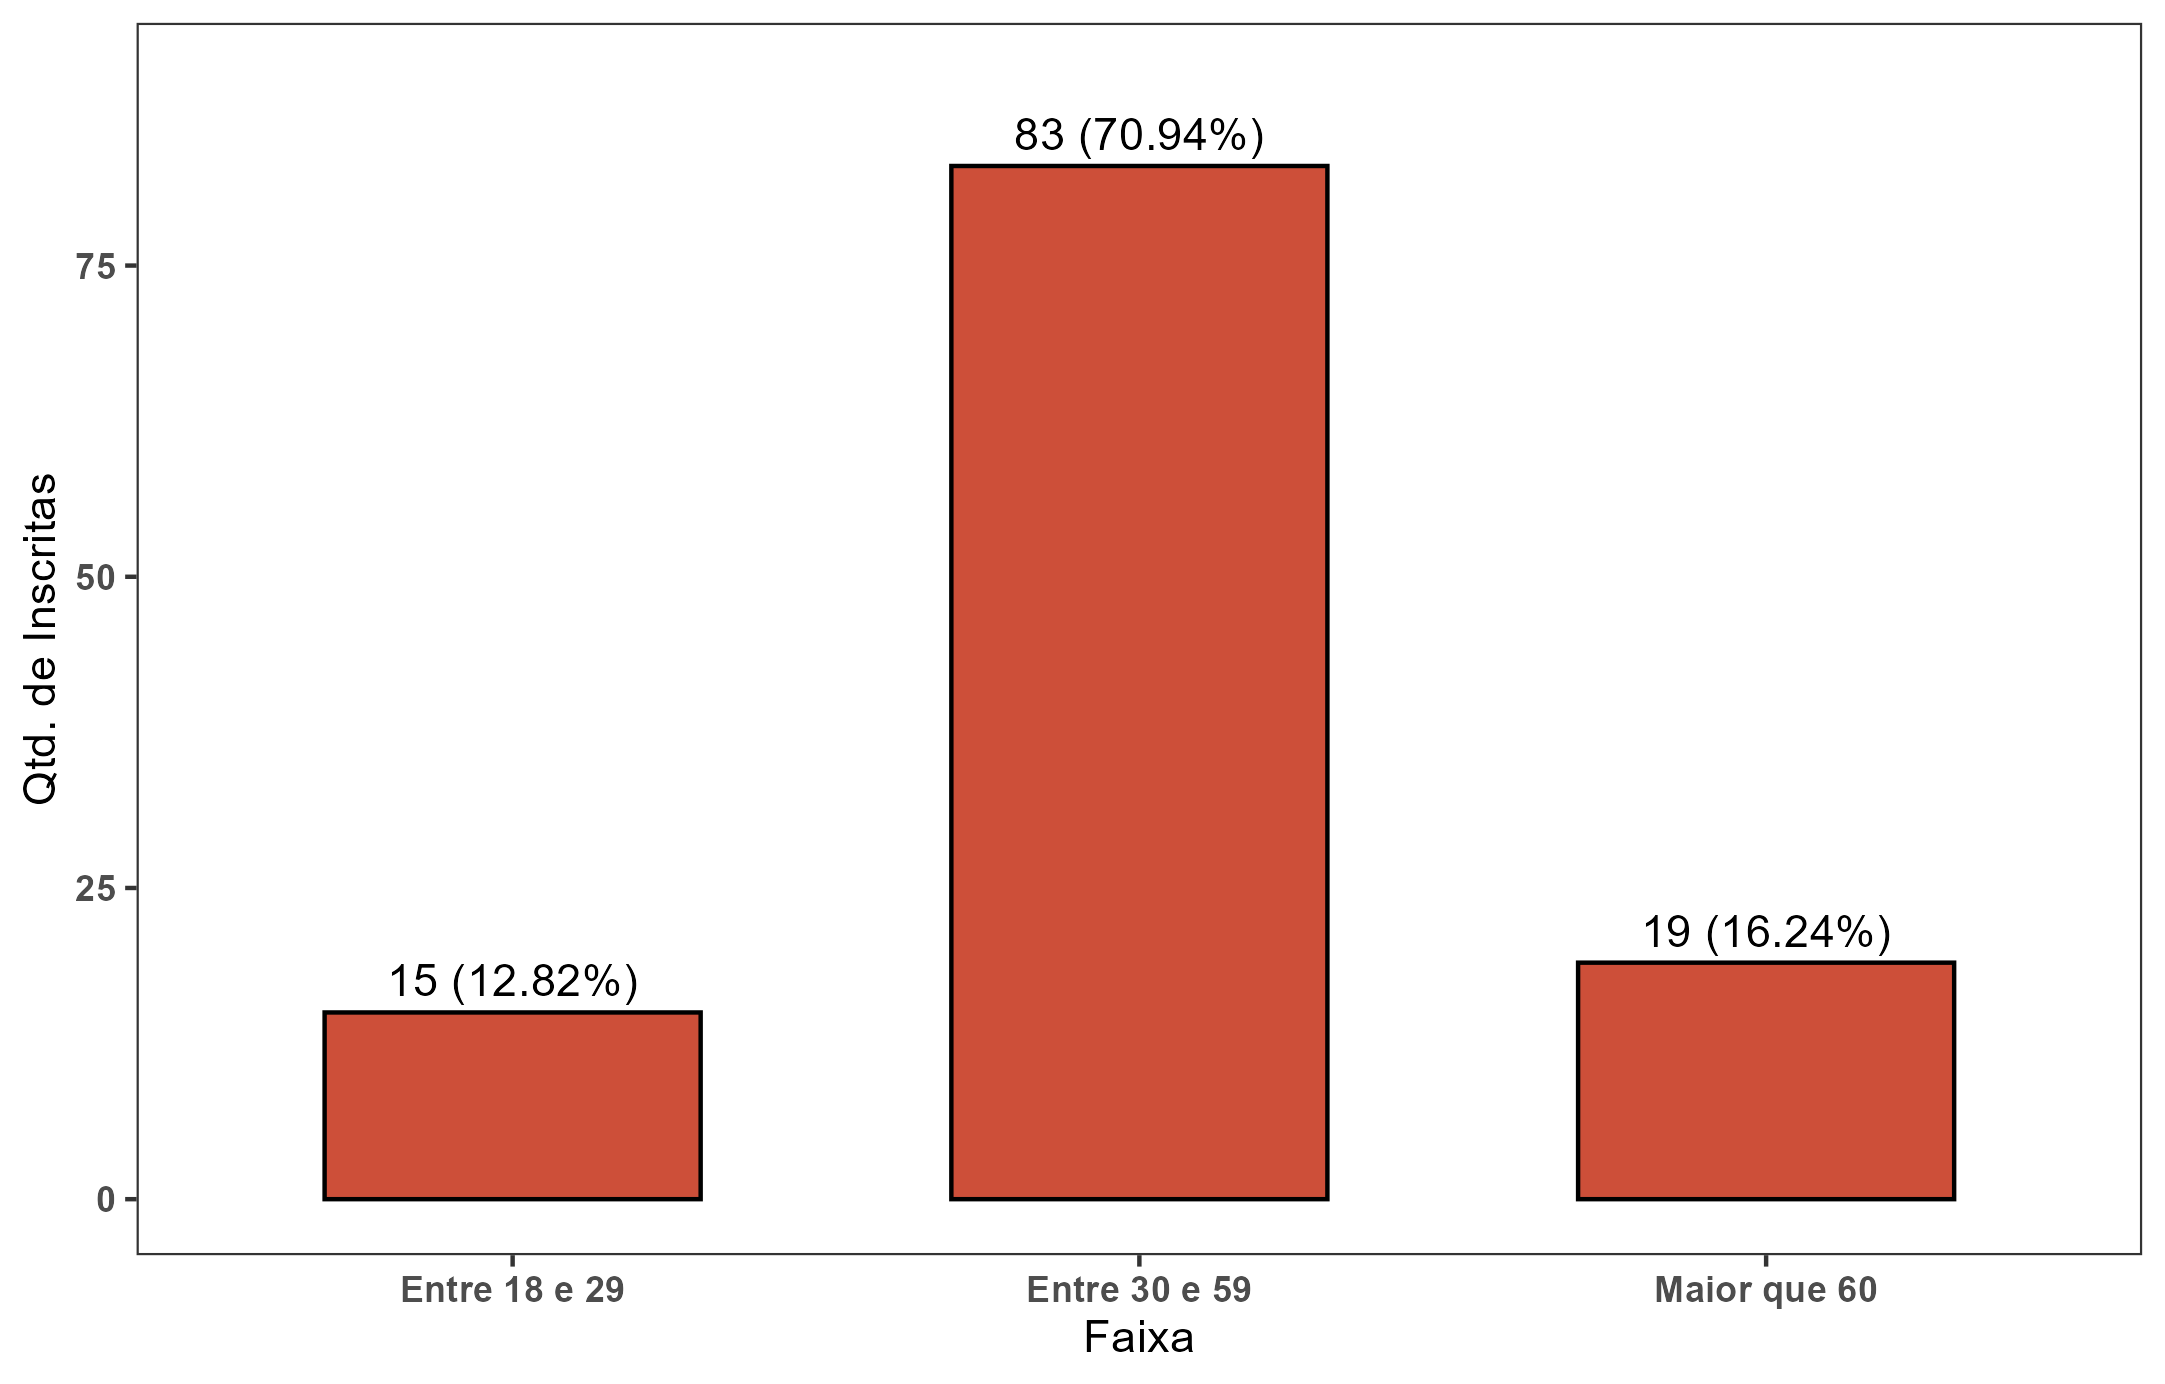 83 (70.94%)
75
50
25
19 (16.24%)
15 (12.82%)
0
Qtd. de Inscritas
Entre 18 e 29
Entre 30 e 59
Maior que 60
Faixa